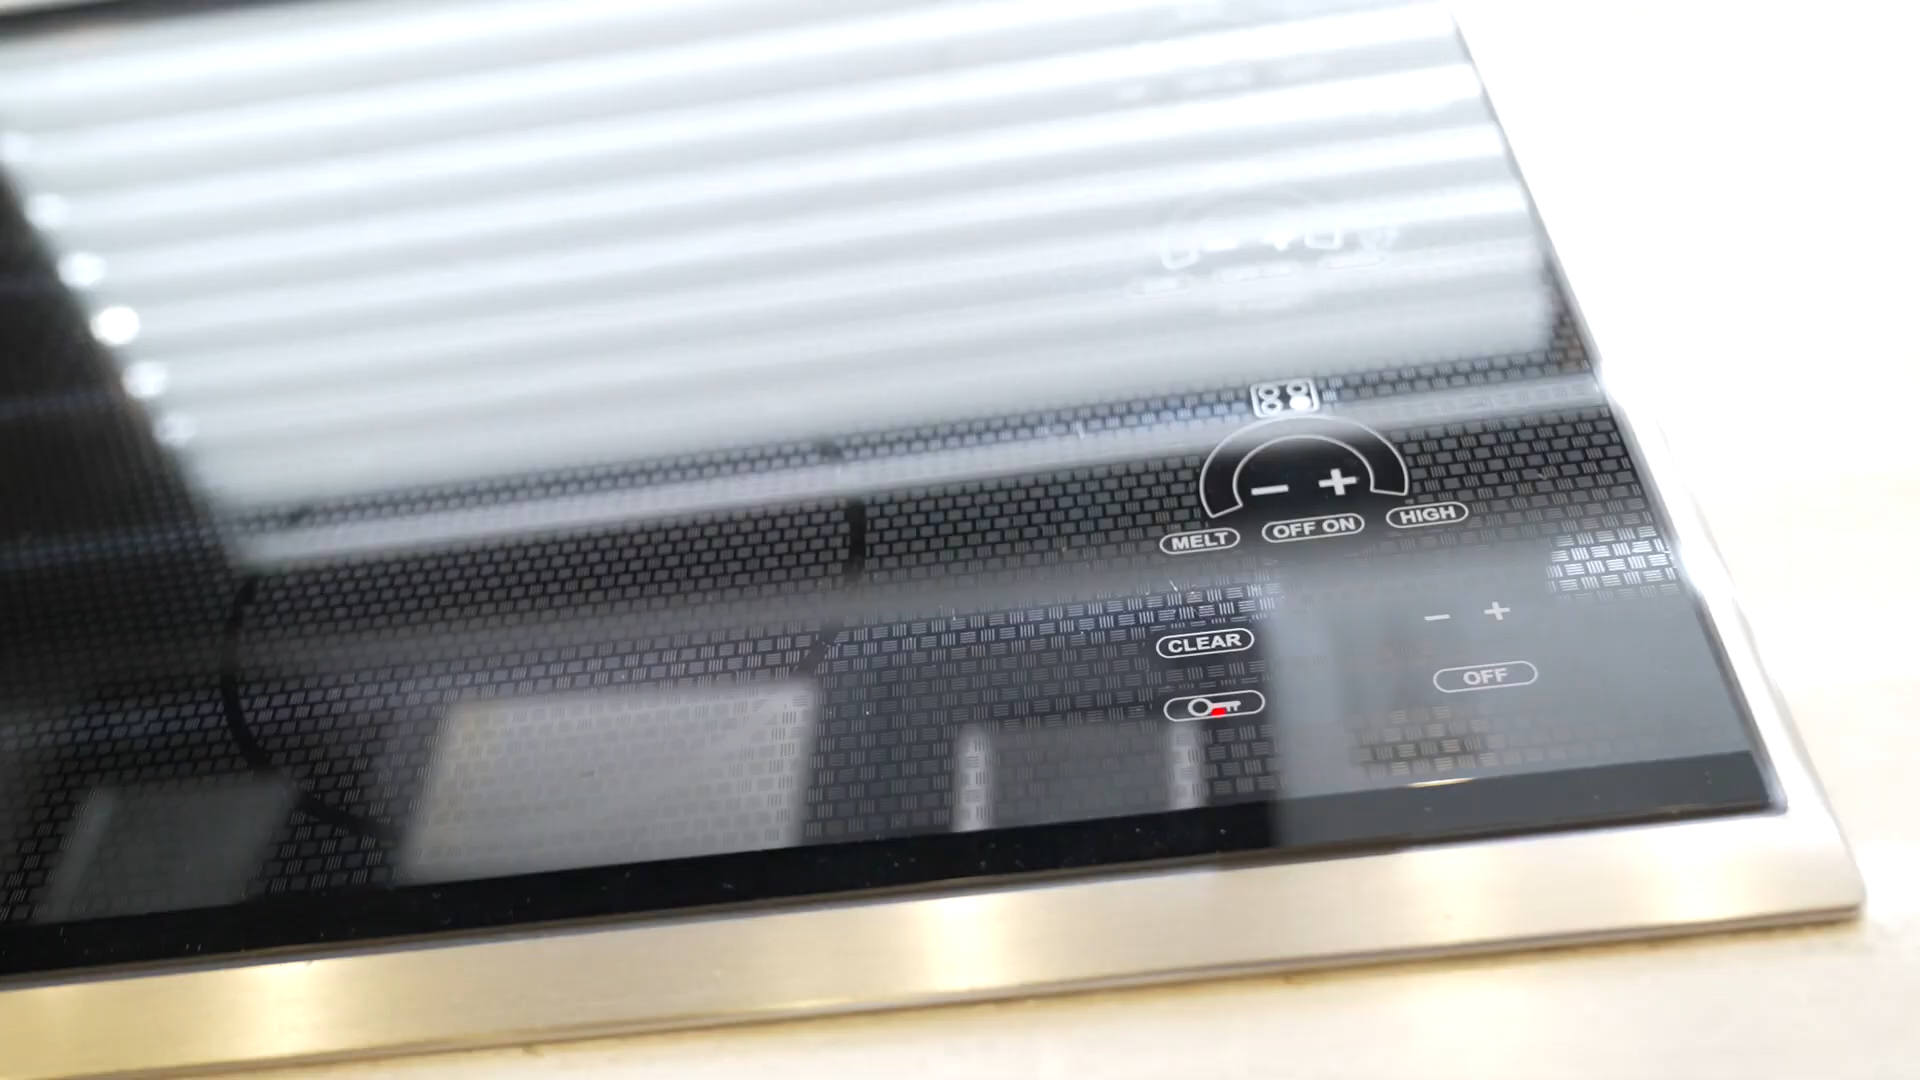 − +
MELT OFF ON HIGH
− +
CLEAR
OFF